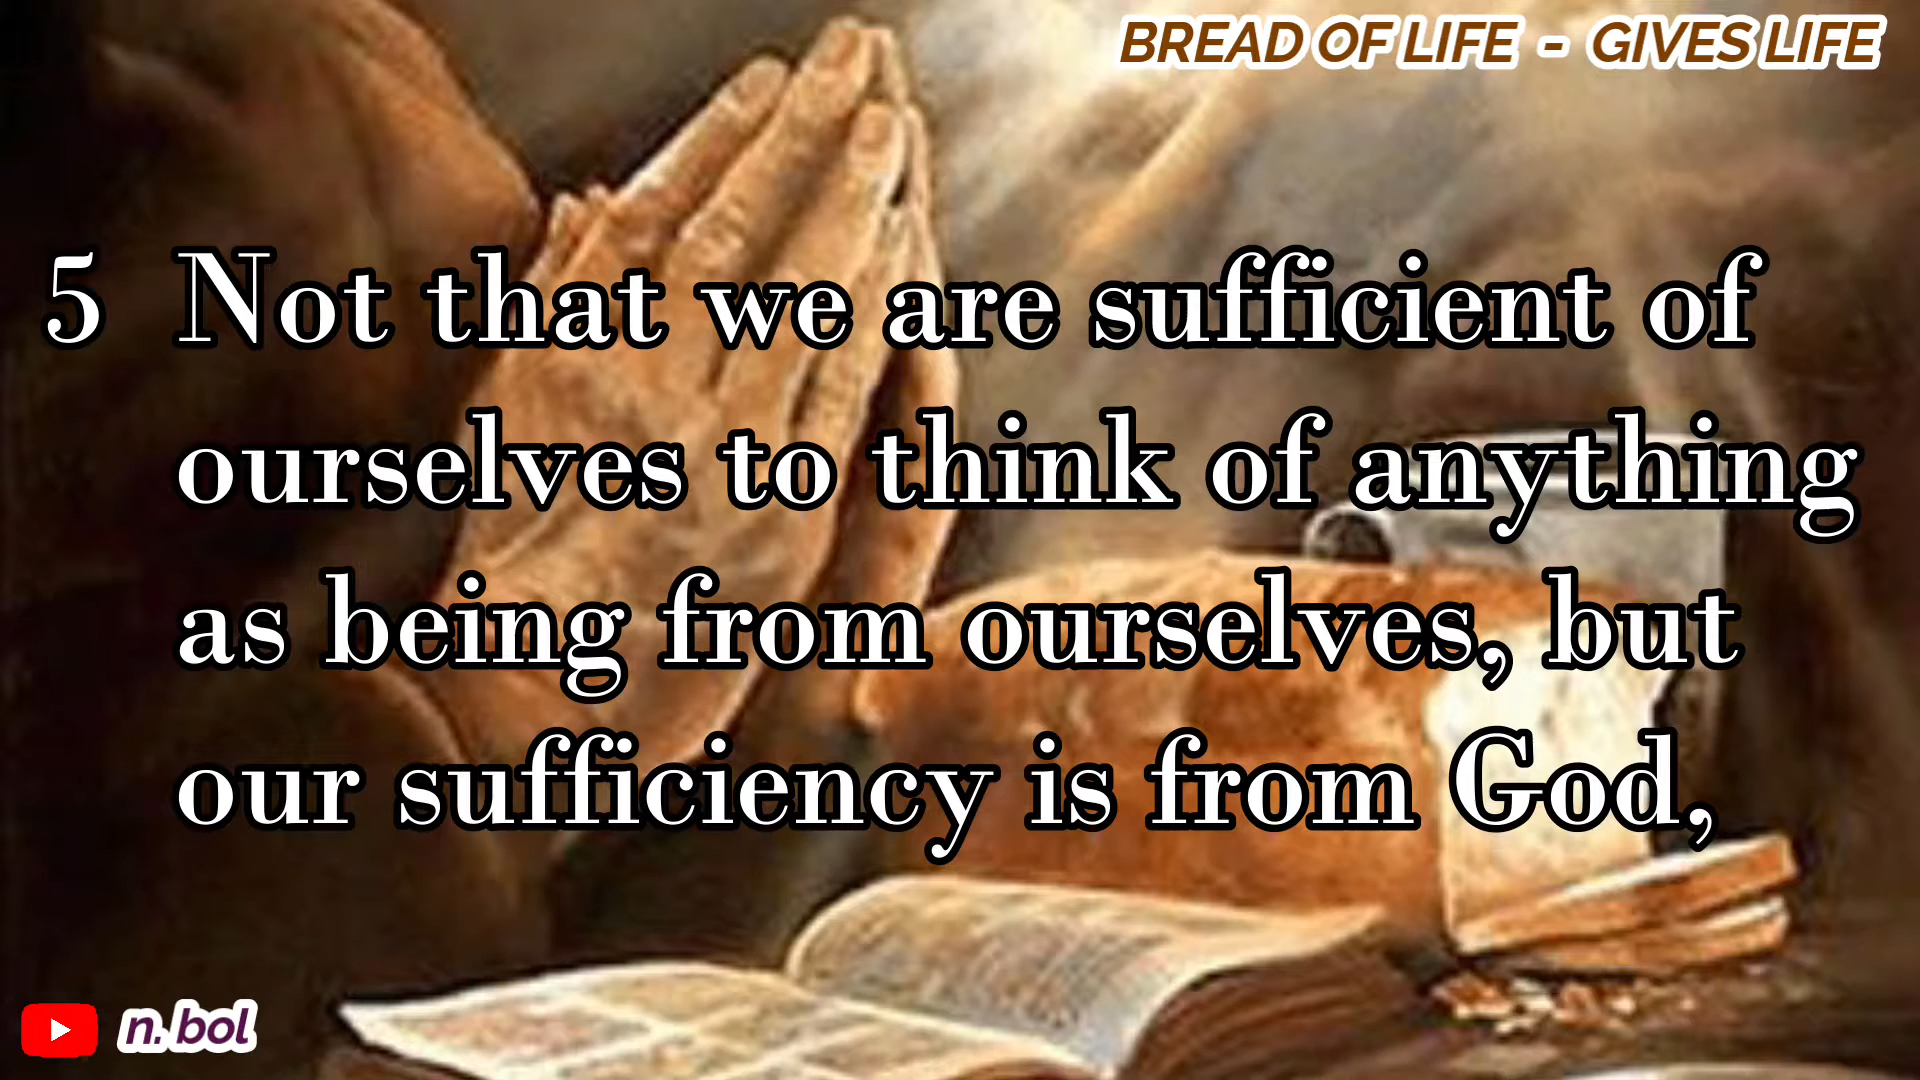 BREAD OF LIFE - GIVES LIFE
5 Not that we are sufficient of
ourselves to think of anything
as being from ourselves, but
our sufficiency is from God,
n. bol